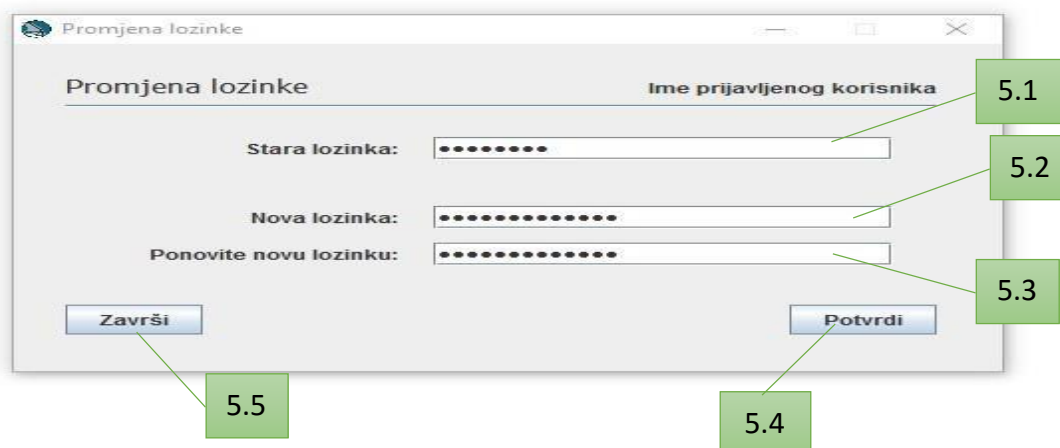 Promjena lozinke
Promjena lozinke Ime prijavljenog korisnika
5.1
Stara lozinka: ••••••••
5.2
Nova lozinka: •••••••••••••
Ponovite novu lozinku: •••••••••••••
5.3
Završi Potvrdi
5.5 5.4